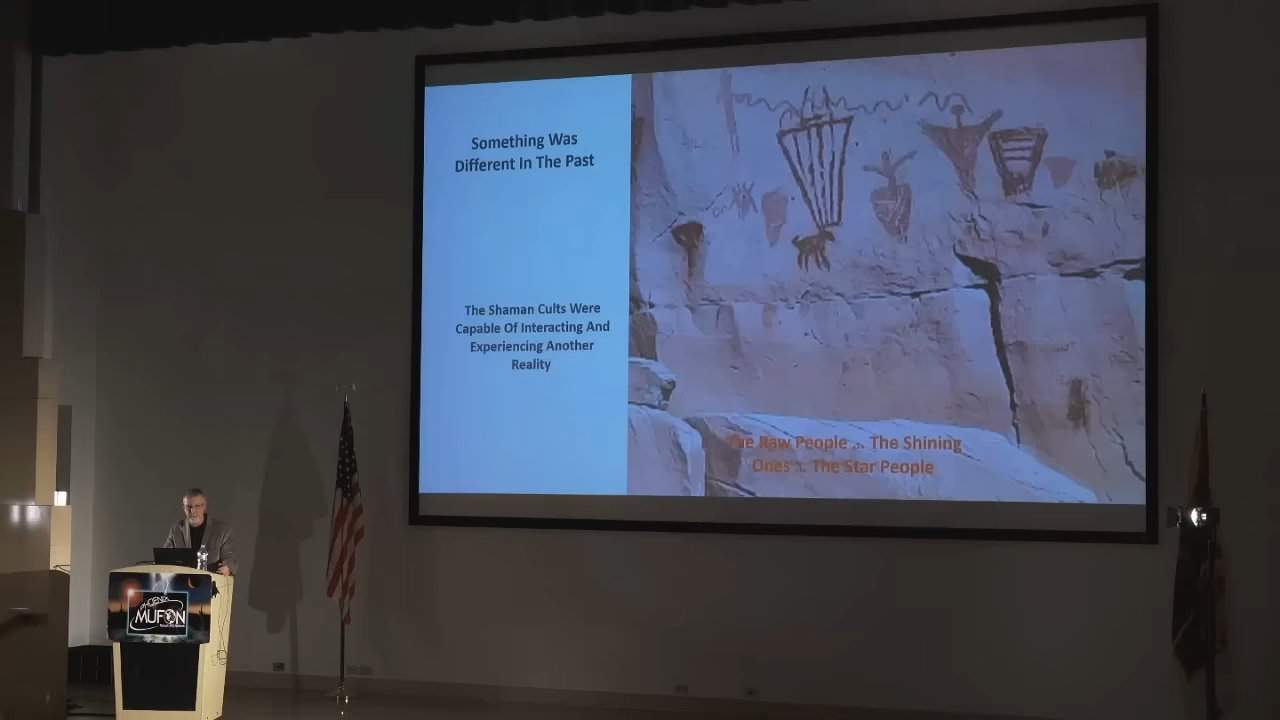 Something Was
Different In The Past
The Shaman Cults Were
Capable Of Interacting And
Experiencing Another
Reality
The Raw People ... The Shining
Ones ... The Star People
PHOENIX
MUFON